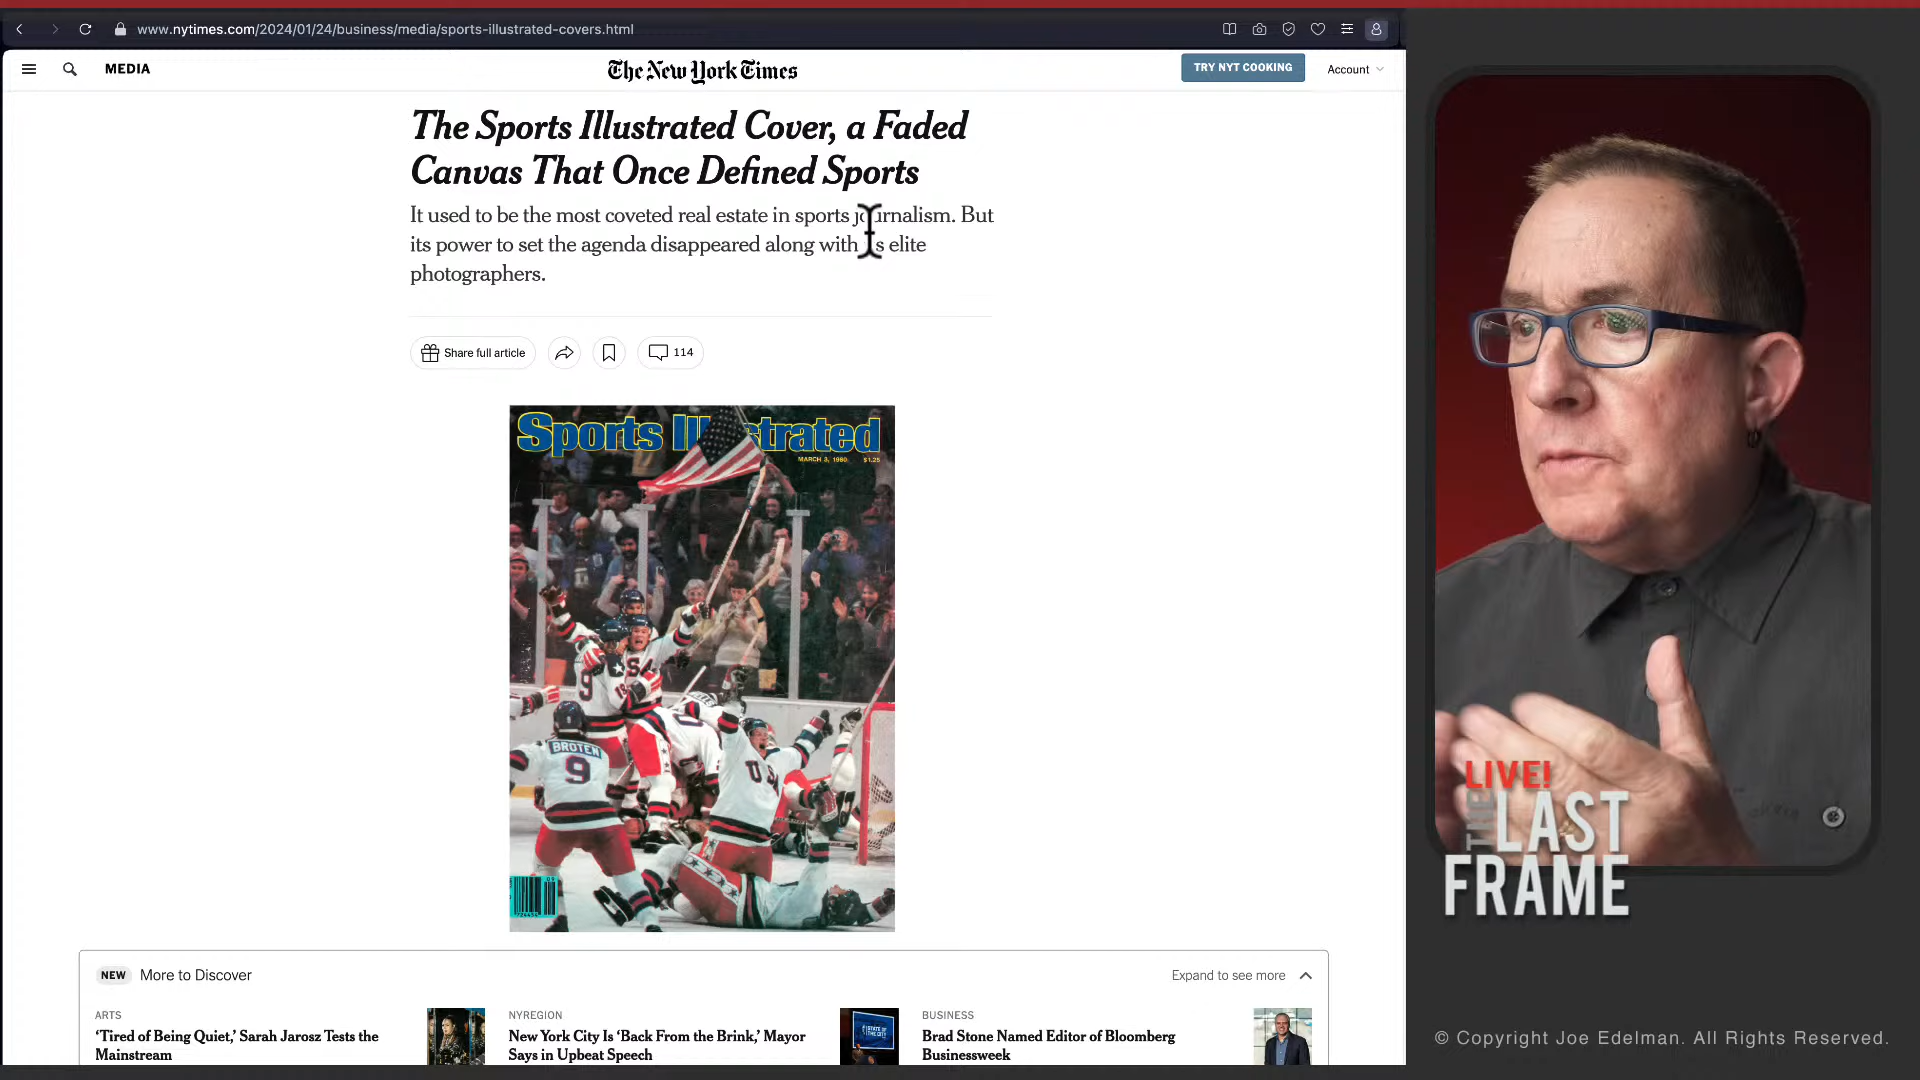 www.nytimes.com/2024/01/24/business/media/sports-illustrated-covers.html
MEDIA
The New York Times
TRY NYT COOKING
Account
The Sports Illustrated Cover, a Faded
Canvas That Once Defined Sports
It used to be the most coveted real estate in sports journalism. But
its power to set the agenda disappeared along with its elite
photographers.
Share full article
114
Sports Illustrated
MARCH 3, 1980 $1.25
USA
BROTEN
9
9
USA
NEW More to Discover
Expand to see more
ARTS
‘Tired of Being Quiet,’ Sarah Jarosz Tests the
Mainstream
NYREGION
New York City Is ‘Back From the Brink,’ Mayor
Says in Upbeat Speech
BUSINESS
Brad Stone Named Editor of Bloomberg
Businessweek
LIVE!
THE LAST
FRAME
© Copyright Joe Edelman. All Rights Reserved.